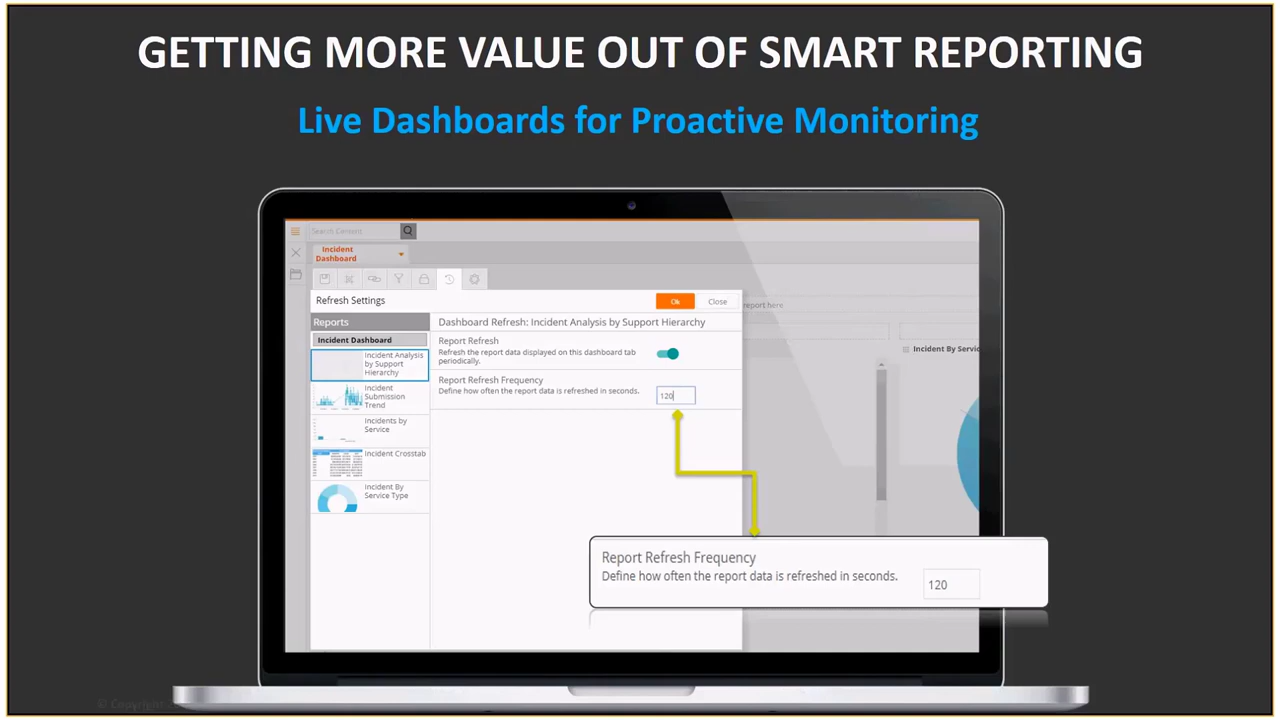 GETTING MORE VALUE OUT OF SMART REPORTING
Live Dashboards for Proactive Monitoring
Search Content
Incident
Dashboard
Refresh Settings
Ok
Close
report here
Reports
Incident Dashboard
Incident Analysis
by Support
Hierarchy
Incident
Submission
Trend
Incidents by
Service
Incident Crosstab
Incident By
Service Type
Dashboard Refresh: Incident Analysis by Support Hierarchy
Report Refresh
Refresh the report data displayed on this dashboard tab
periodically.
Report Refresh Frequency
Define how often the report data is refreshed in seconds.
120
Incident By Servic
Report Refresh Frequency
Define how often the report data is refreshed in seconds.
120
© Copyright